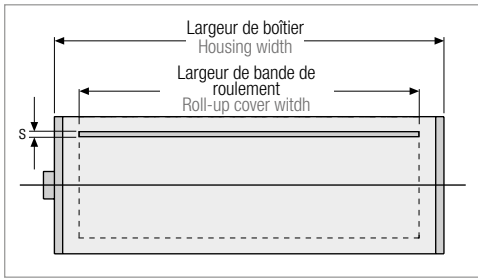 Largeur de boîtier
Housing width
Largeur de bande de
roulement
Roll-up cover witdh
s